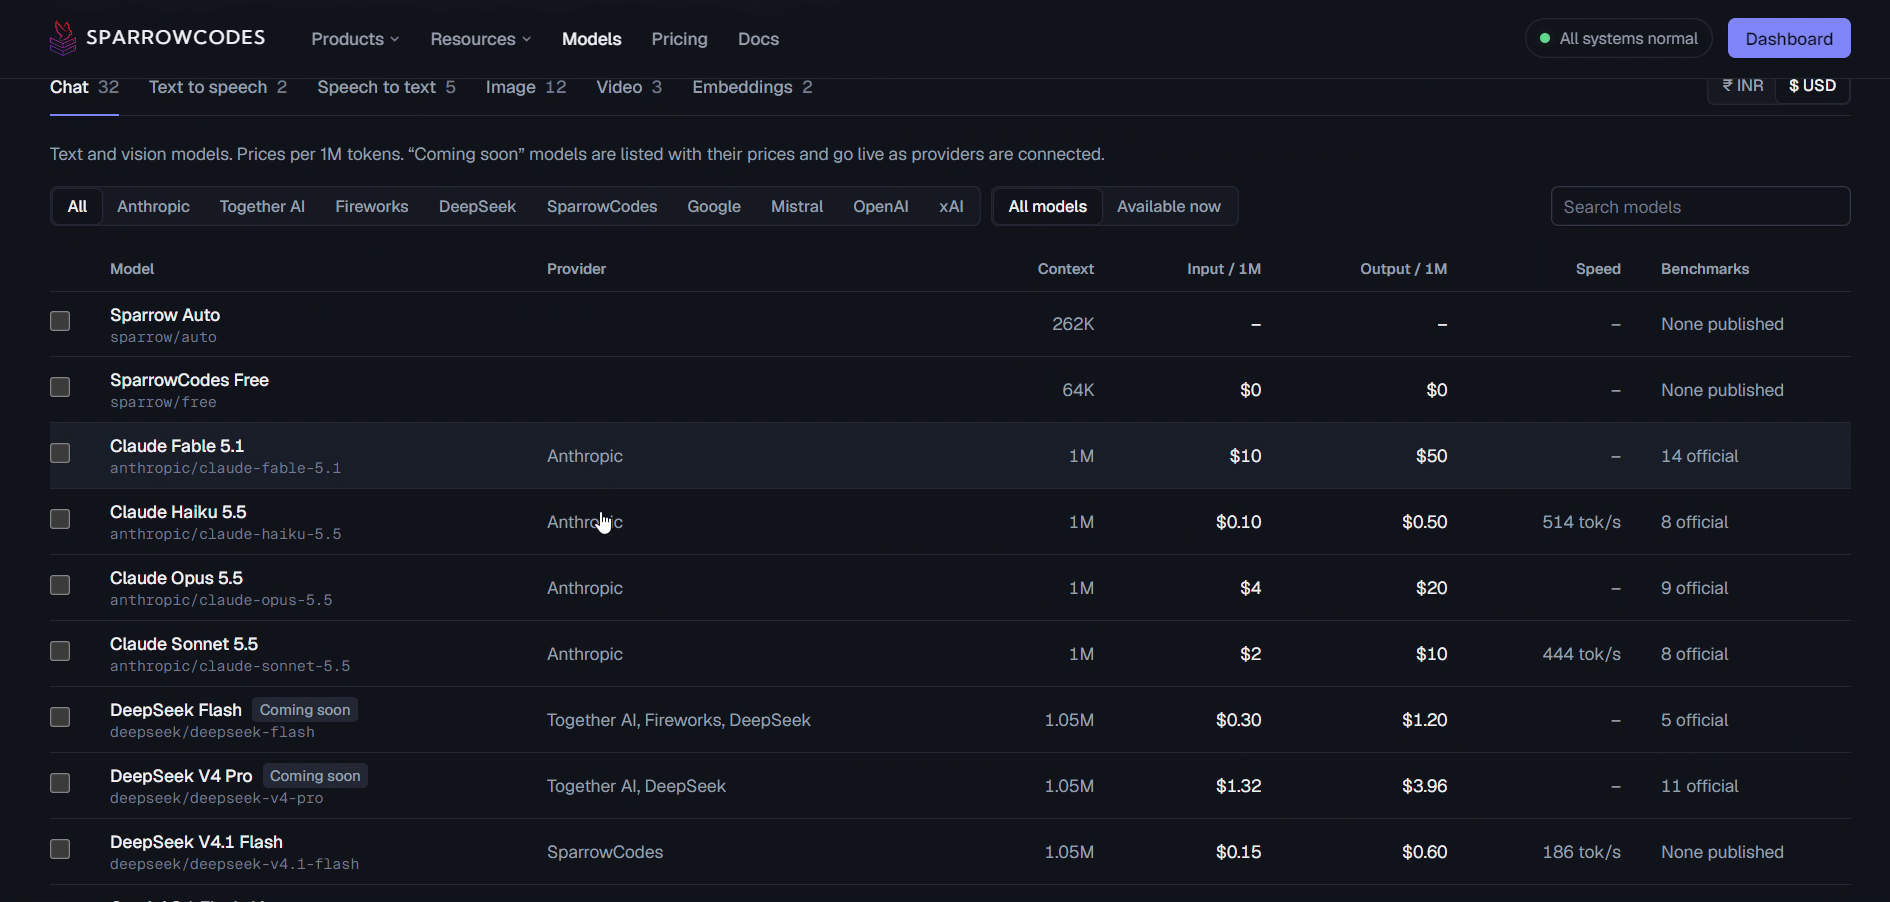 SPARROWCODES Products Resources Models Pricing Docs All systems normal Dashboard
Chat 32 Text to speech 2 Speech to text 5 Image 12 Video 3 Embeddings 2 ₹ INR $ USD
Text and vision models. Prices per 1M tokens. “Coming soon” models are listed with their prices and go live as providers are connected.
All Anthropic Together AI Fireworks DeepSeek SparrowCodes Google Mistral OpenAI xAI All models Available now Search models
Model Provider Context Input / 1M Output / 1M Speed Benchmarks
Sparrow Auto 262K – – – None published
sparrow/auto
SparrowCodes Free 64K $0 $0 – None published
sparrow/free
Claude Fable 5.1 Anthropic 1M $10 $50 – 14 official
anthropic/claude-fable-5.1
Claude Haiku 5.5 Anthropic 1M $0.10 $0.50 514 tok/s 8 official
anthropic/claude-haiku-5.5
Claude Opus 5.5 Anthropic 1M $4 $20 – 9 official
anthropic/claude-opus-5.5
Claude Sonnet 5.5 Anthropic 1M $2 $10 444 tok/s 8 official
anthropic/claude-sonnet-5.5
DeepSeek Flash Coming soon Together AI, Fireworks, DeepSeek 1.05M $0.30 $1.20 – 5 official
deepseek/deepseek-flash
DeepSeek V4 Pro Coming soon Together AI, DeepSeek 1.05M $1.32 $3.96 – 11 official
deepseek/deepseek-v4-pro
DeepSeek V4.1 Flash SparrowCodes 1.05M $0.15 $0.60 186 tok/s None published
deepseek/deepseek-v4.1-flash